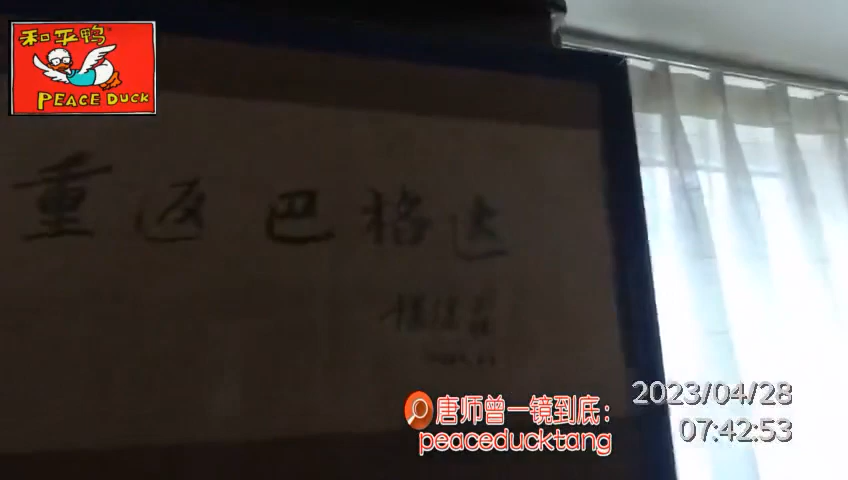 和平鸭
PEACE DUCK
重返巴格达
唐师曾一镜到底:
peaceducktang
2023/04/28
07:42:53